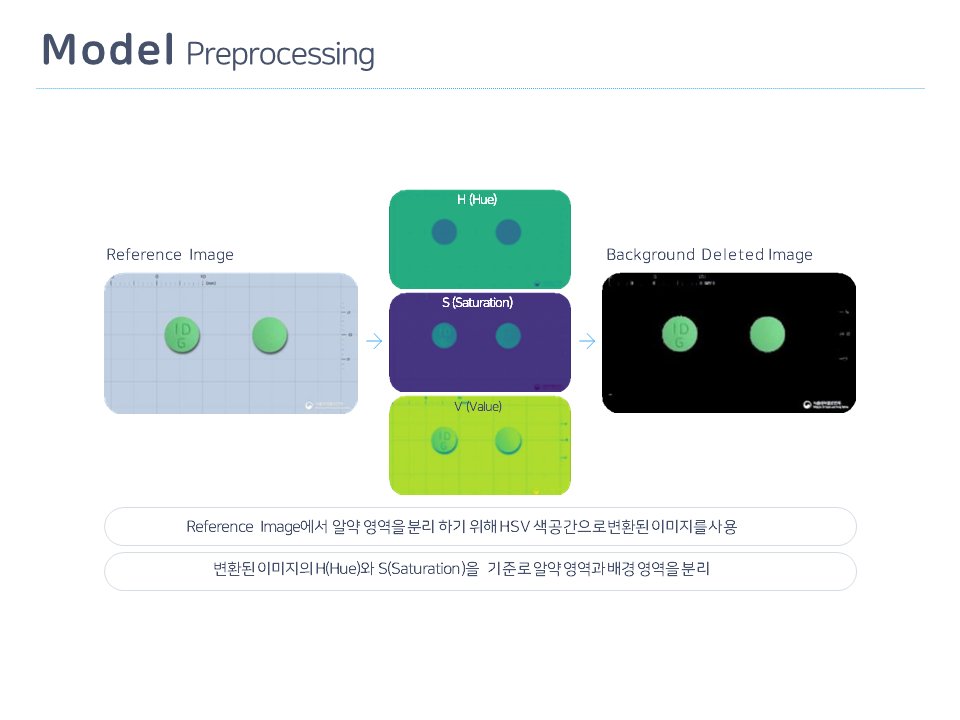 Model Preprocessing
H (Hue)
Reference Image
Background Deleted Image
S (Saturation)
ID
G
ID
G
V (Value)
ID
G
Reference Image에서 알약 영역을 분리 하기 위해 HSV 색공간으로 변환된 이미지를 사용
변환된 이미지의 H(Hue)와 S(Saturation)을 기준로 알약 영역과 배경 영역을 분리